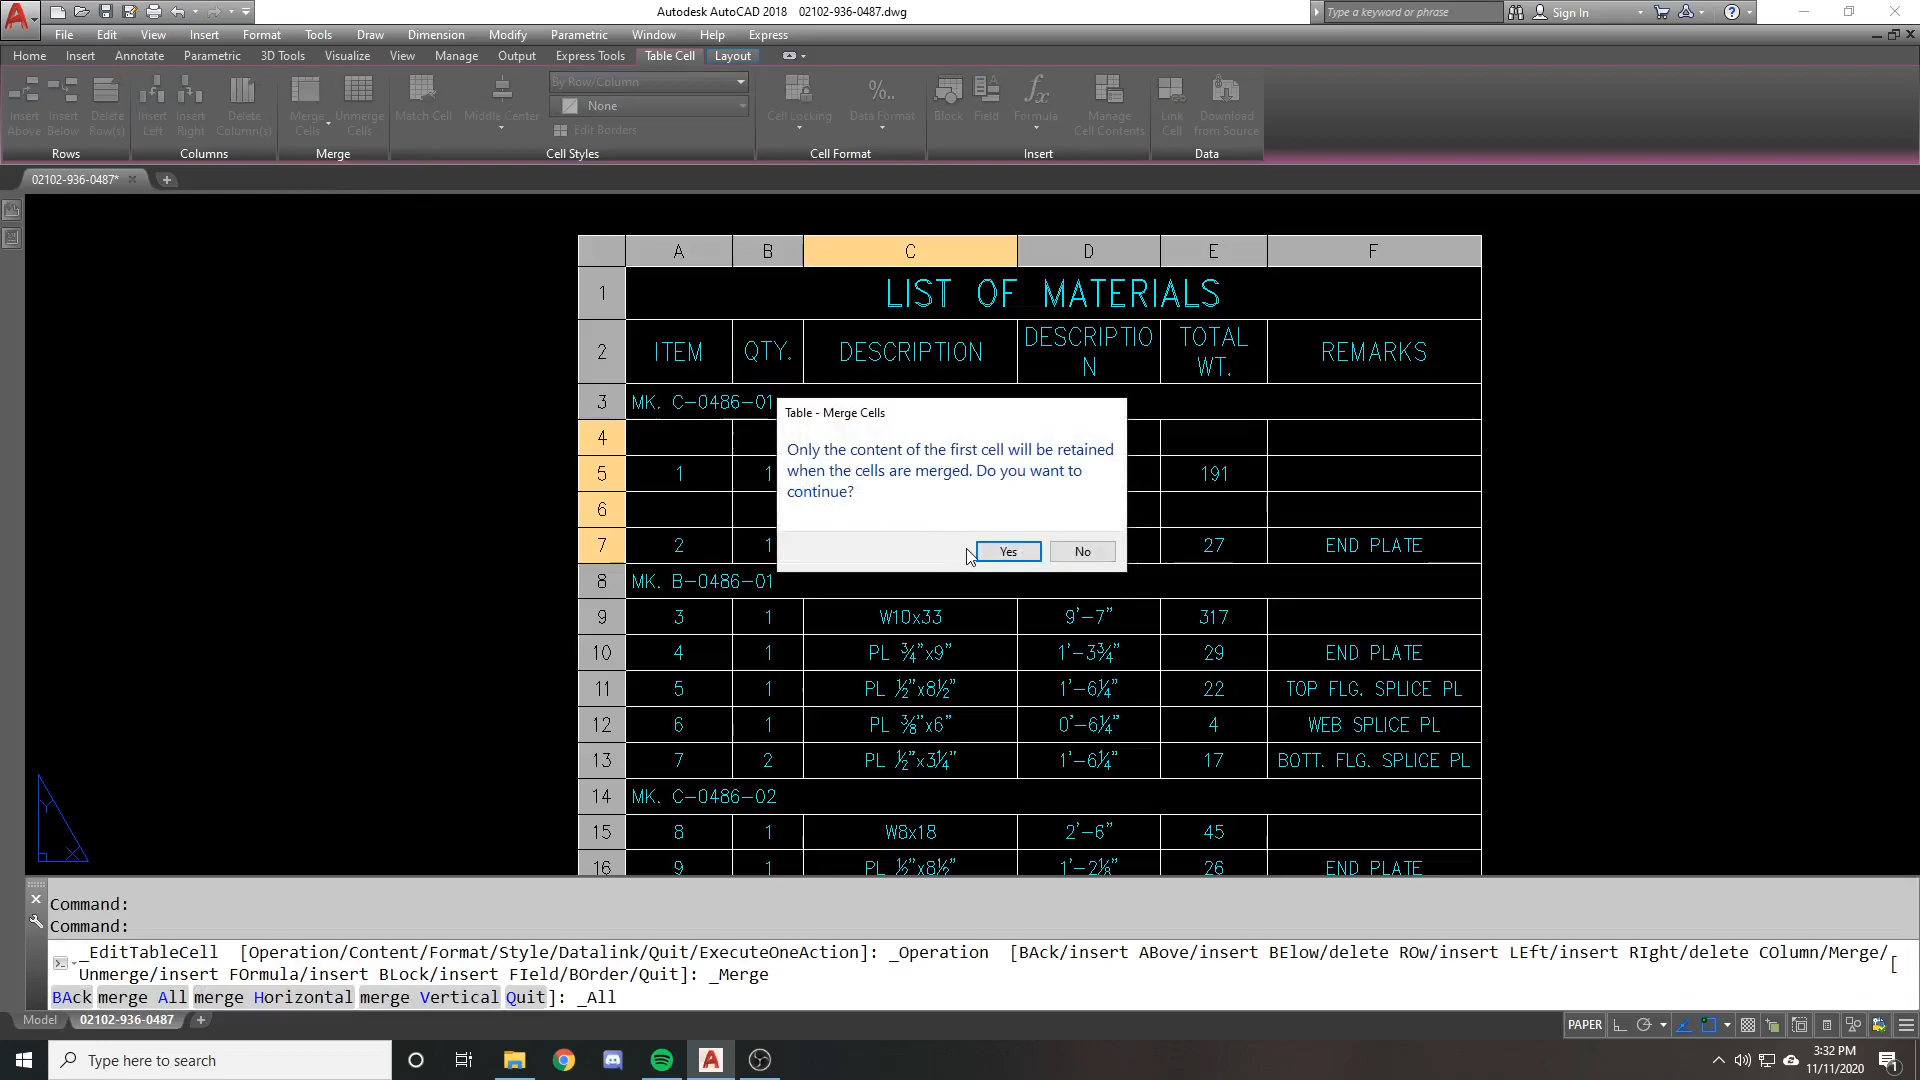 Autodesk AutoCAD 2018 02102-936-0487.dwg
Type a keyword or phrase
Sign In
File Edit View Insert Format Tools Draw Dimension Modify Parametric Window Help Express
Home Insert Annotate Parametric 3D Tools Visualize View Manage Output Express Tools Table Cell Layout
Insert Above
Insert Below
Delete Row(s)
Rows
Insert Left
Insert Right
Delete Column(s)
Columns
Merge Cells
Unmerge Cells
Merge
Match Cell
Middle Center
By Row/Column
None
Edit Borders
Cell Styles
Cell Locking
Data Format
Cell Format
Block
Field
Formula
Manage Cell Contents
Insert
Link Cell
Download from Source
Data
02102-936-0487*
A B C D E F
1 LIST OF MATERIALS
2 ITEM QTY. DESCRIPTION DESCRIPTIO N TOTAL WT. REMARKS
3 MK. C-0486-01
4
5 1 1 191
6
7 2 1 27 END PLATE
8 MK. B-0486-01
9 3 1 W10x33 9'-7" 317
10 4 1 PL ¾"x9" 1'-3¾" 29 END PLATE
11 5 1 PL ½"x8½" 1'-6¼" 22 TOP FLG. SPLICE PL
12 6 1 PL ⅜"x6" 0'-6¼" 4 WEB SPLICE PL
13 7 2 PL ½"x3¼" 1'-6¼" 17 BOTT. FLG. SPLICE PL
14 MK. C-0486-02
15 8 1 W8x18 2'-6" 45
16 9 1 PL ½"x8½" 1'-2⅛" 26 END PLATE
Table - Merge Cells
Only the content of the first cell will be retained
when the cells are merged. Do you want to
continue?
Yes No
Y
X
Command:
Command:
_EditTableCell [Operation/Content/Format/Style/Datalink/Quit/ExecuteOneAction]: _Operation [BAck/insert ABove/insert BElow/delete ROw/insert LEft/insert RIght/delete COlumn/Merge/
Unmerge/insert FOrmula/insert BLock/insert FIeld/BOrder/Quit]: _Merge [
BAck merge All merge Horizontal merge Vertical Quit]: _All
Model 02102-936-0487
PAPER
Type here to search
3:32 PM
11/11/2020
1